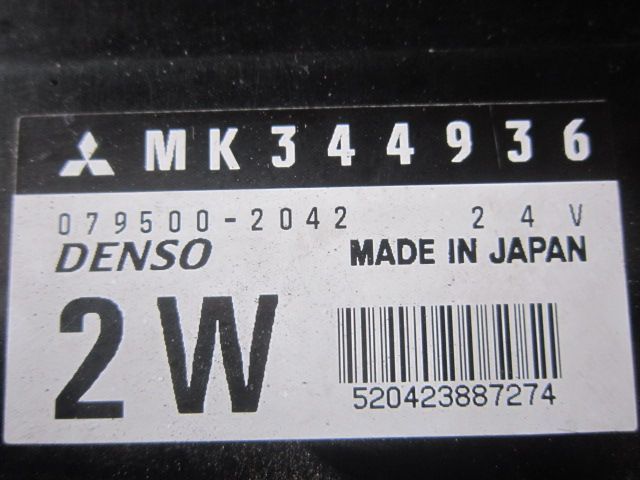 MK344936
079500-2042 24V
DENSO MADE IN JAPAN
2W
520423887274